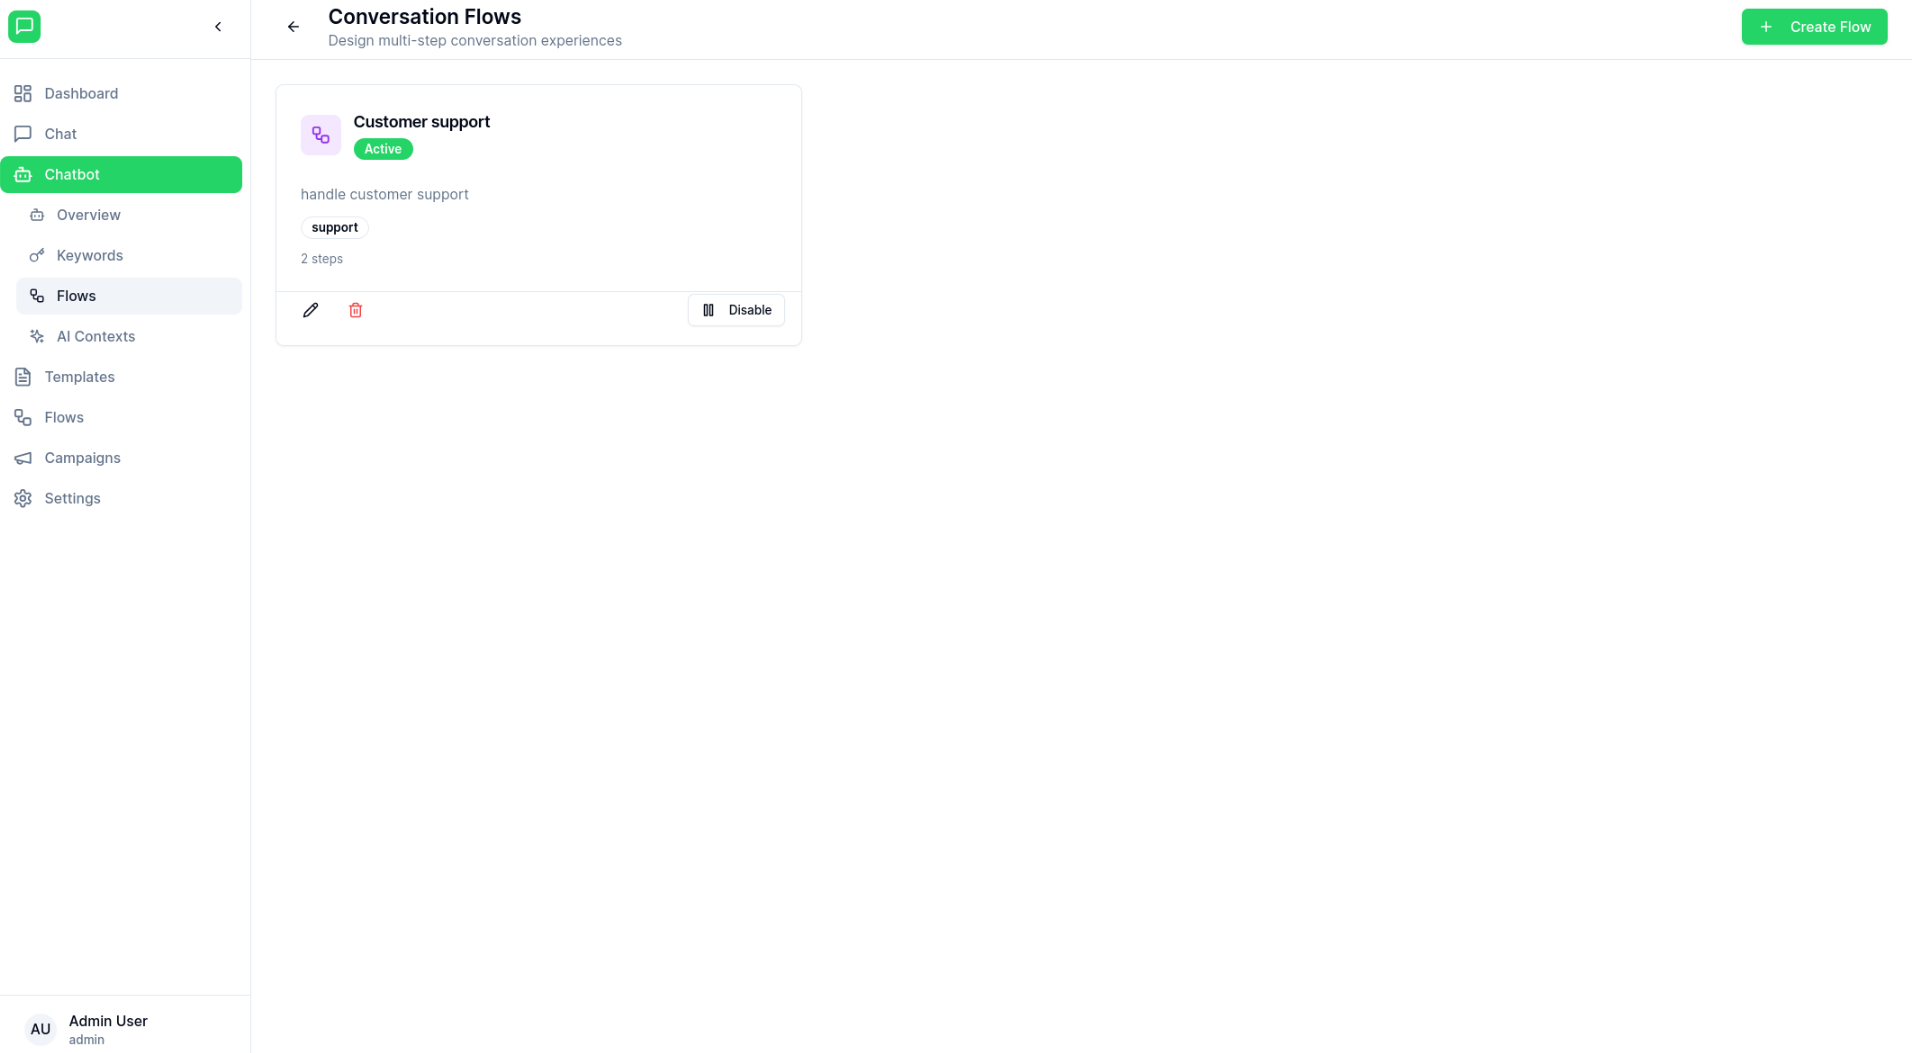 Conversation Flows
Design multi-step conversation experiences
Create Flow
Dashboard
Chat
Chatbot
Overview
Keywords
Flows
AI Contexts
Templates
Flows
Campaigns
Settings
Customer support
Active
handle customer support
support
2 steps
Disable
AU
Admin User
admin